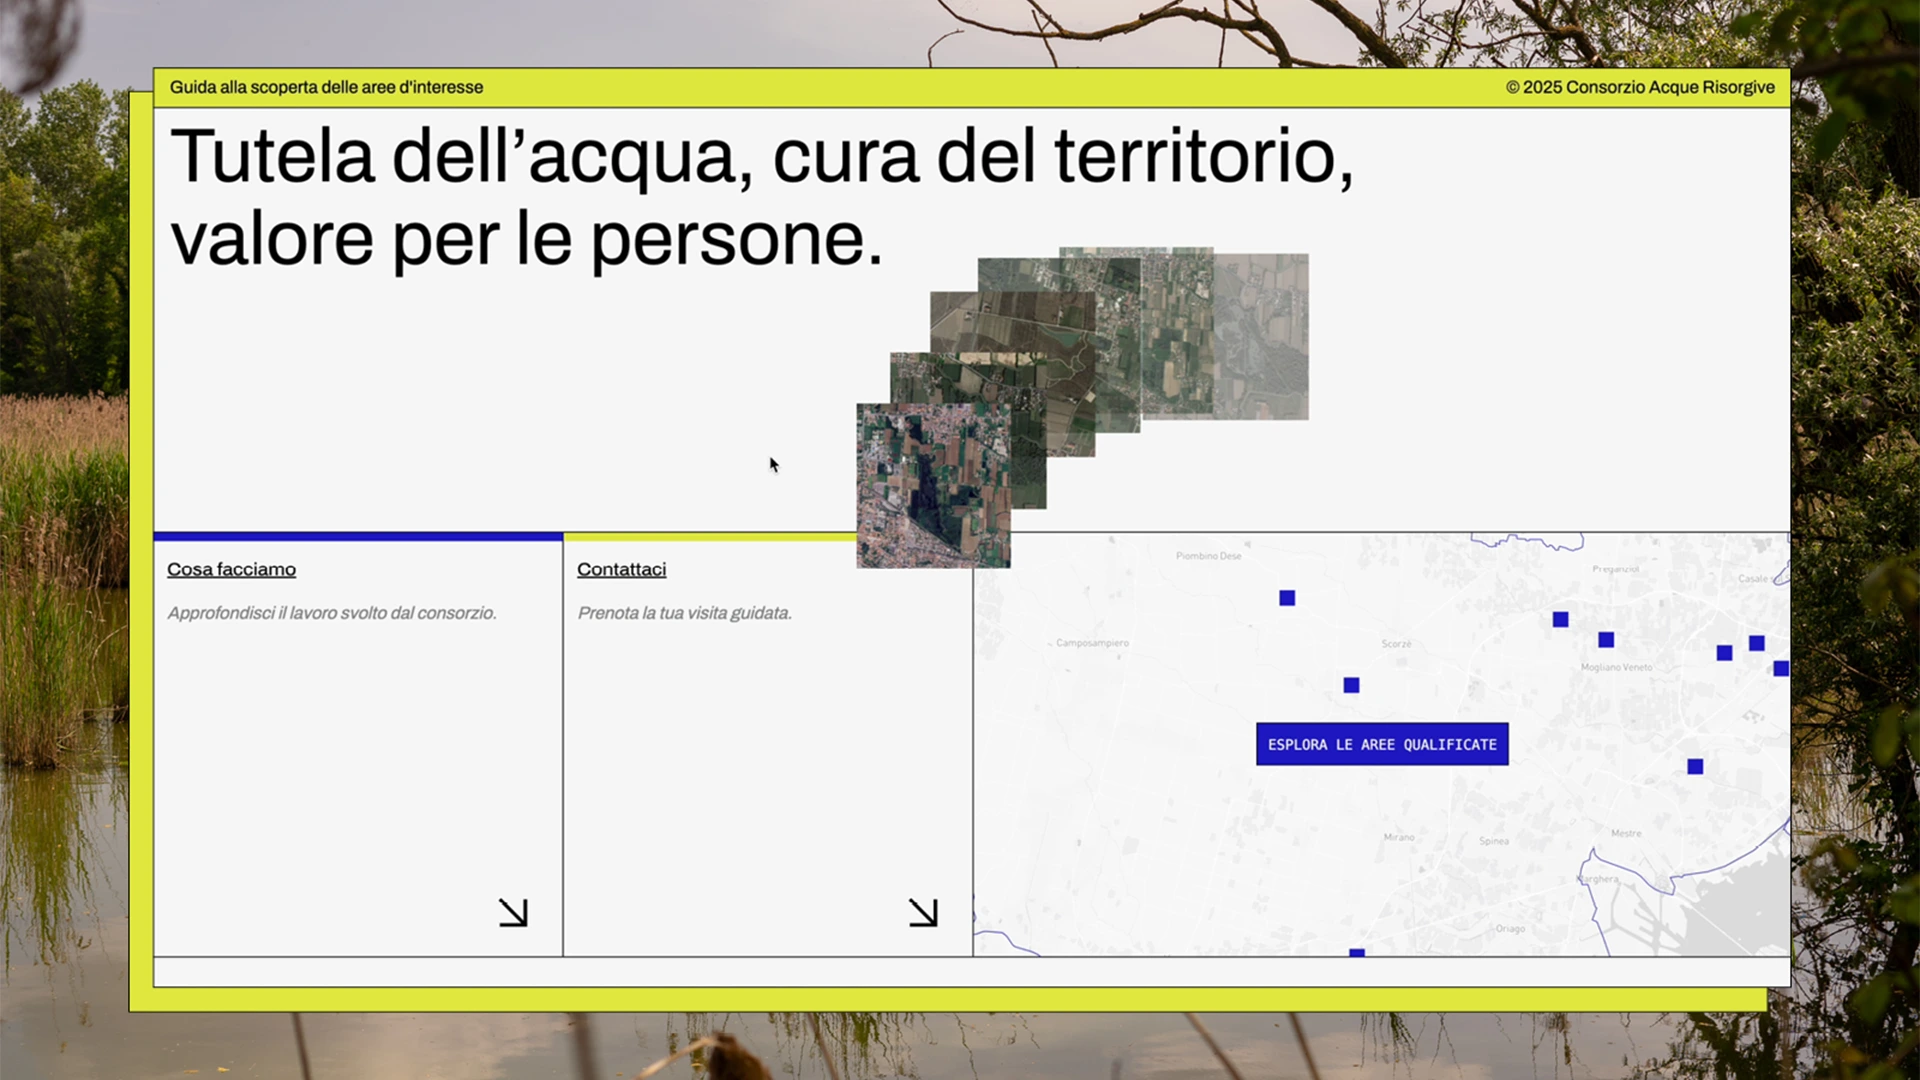 Guida alla scoperta delle aree d'interesse
© 2025 Consorzio Acque Risorgive
Tutela dell’acqua, cura del territorio,
valore per le persone.
Cosa facciamo
Approfondisci il lavoro svolto dal consorzio.
Contattaci
Prenota la tua visita guidata.
Piombino Dese
Preganziol
Casale
Camposampiero
Scorzé
Mogliano Veneto
ESPLORA LE AREE QUALIFICATE
Mirano
Spinea
Mestre
Marghera
Oriago